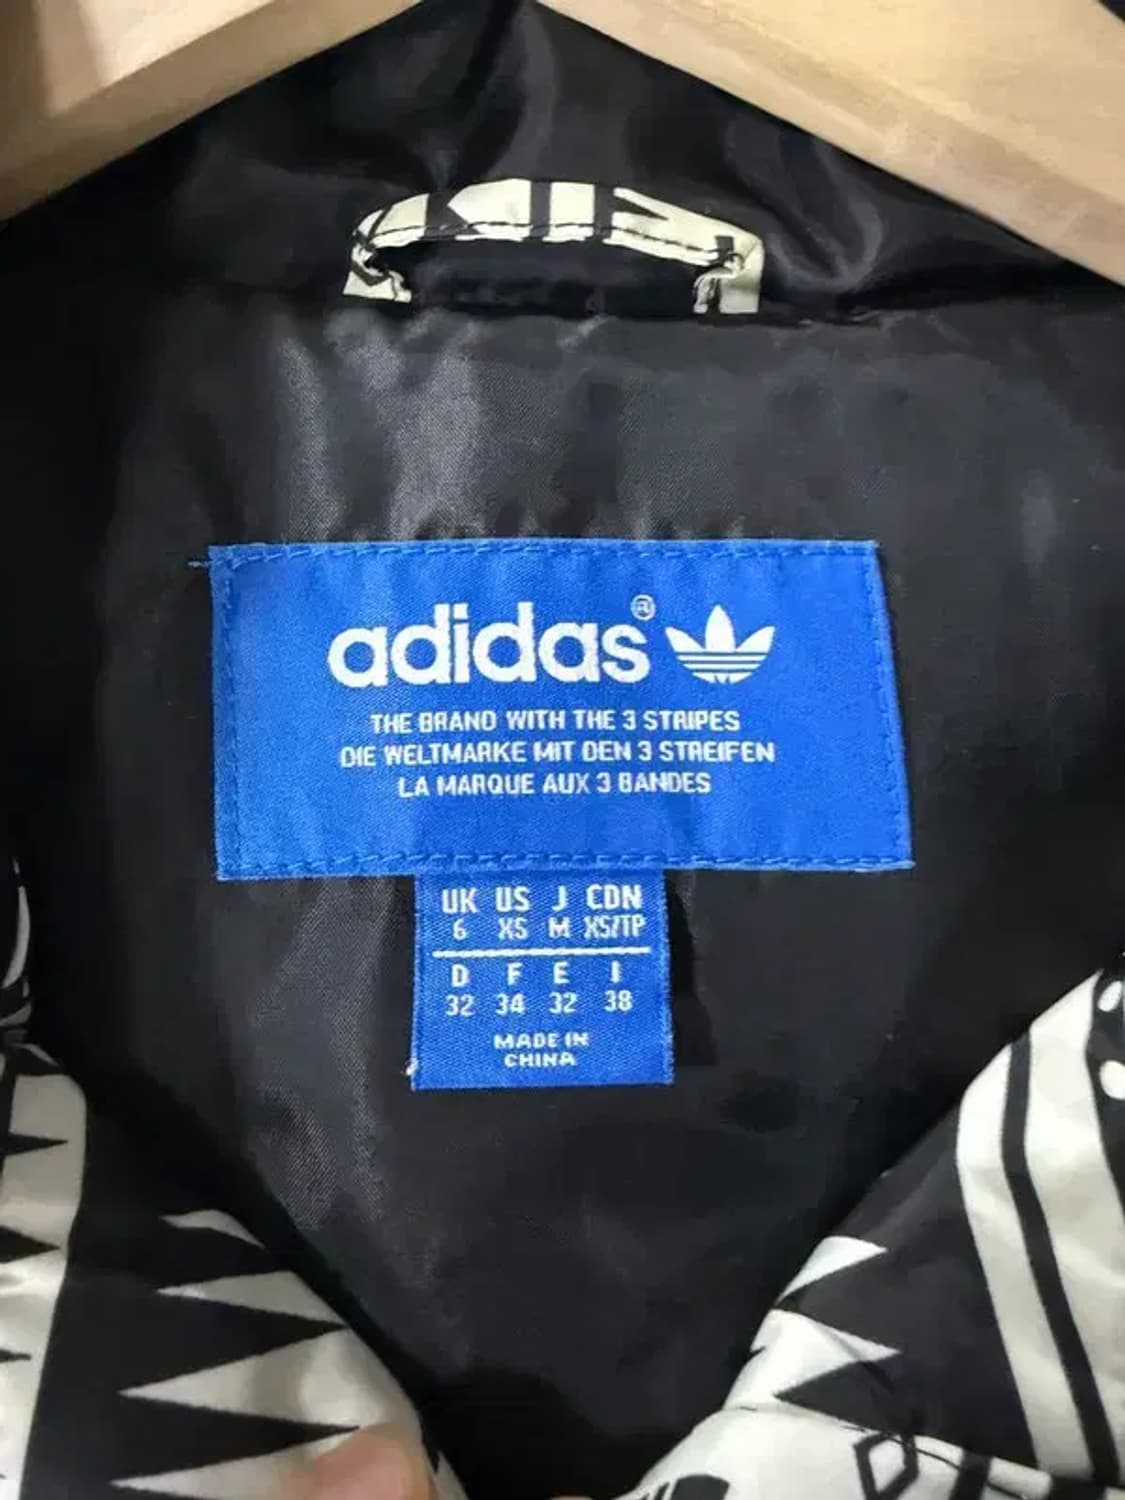 adidas®
THE BRAND WITH THE 3 STRIPES
DIE WELTMARKE MIT DEN 3 STREIFEN
LA MARQUE AUX 3 BANDES
UK US J CDN
6 XS M XS/TP
D F E I
32 34 32 38
MADE IN
CHINA